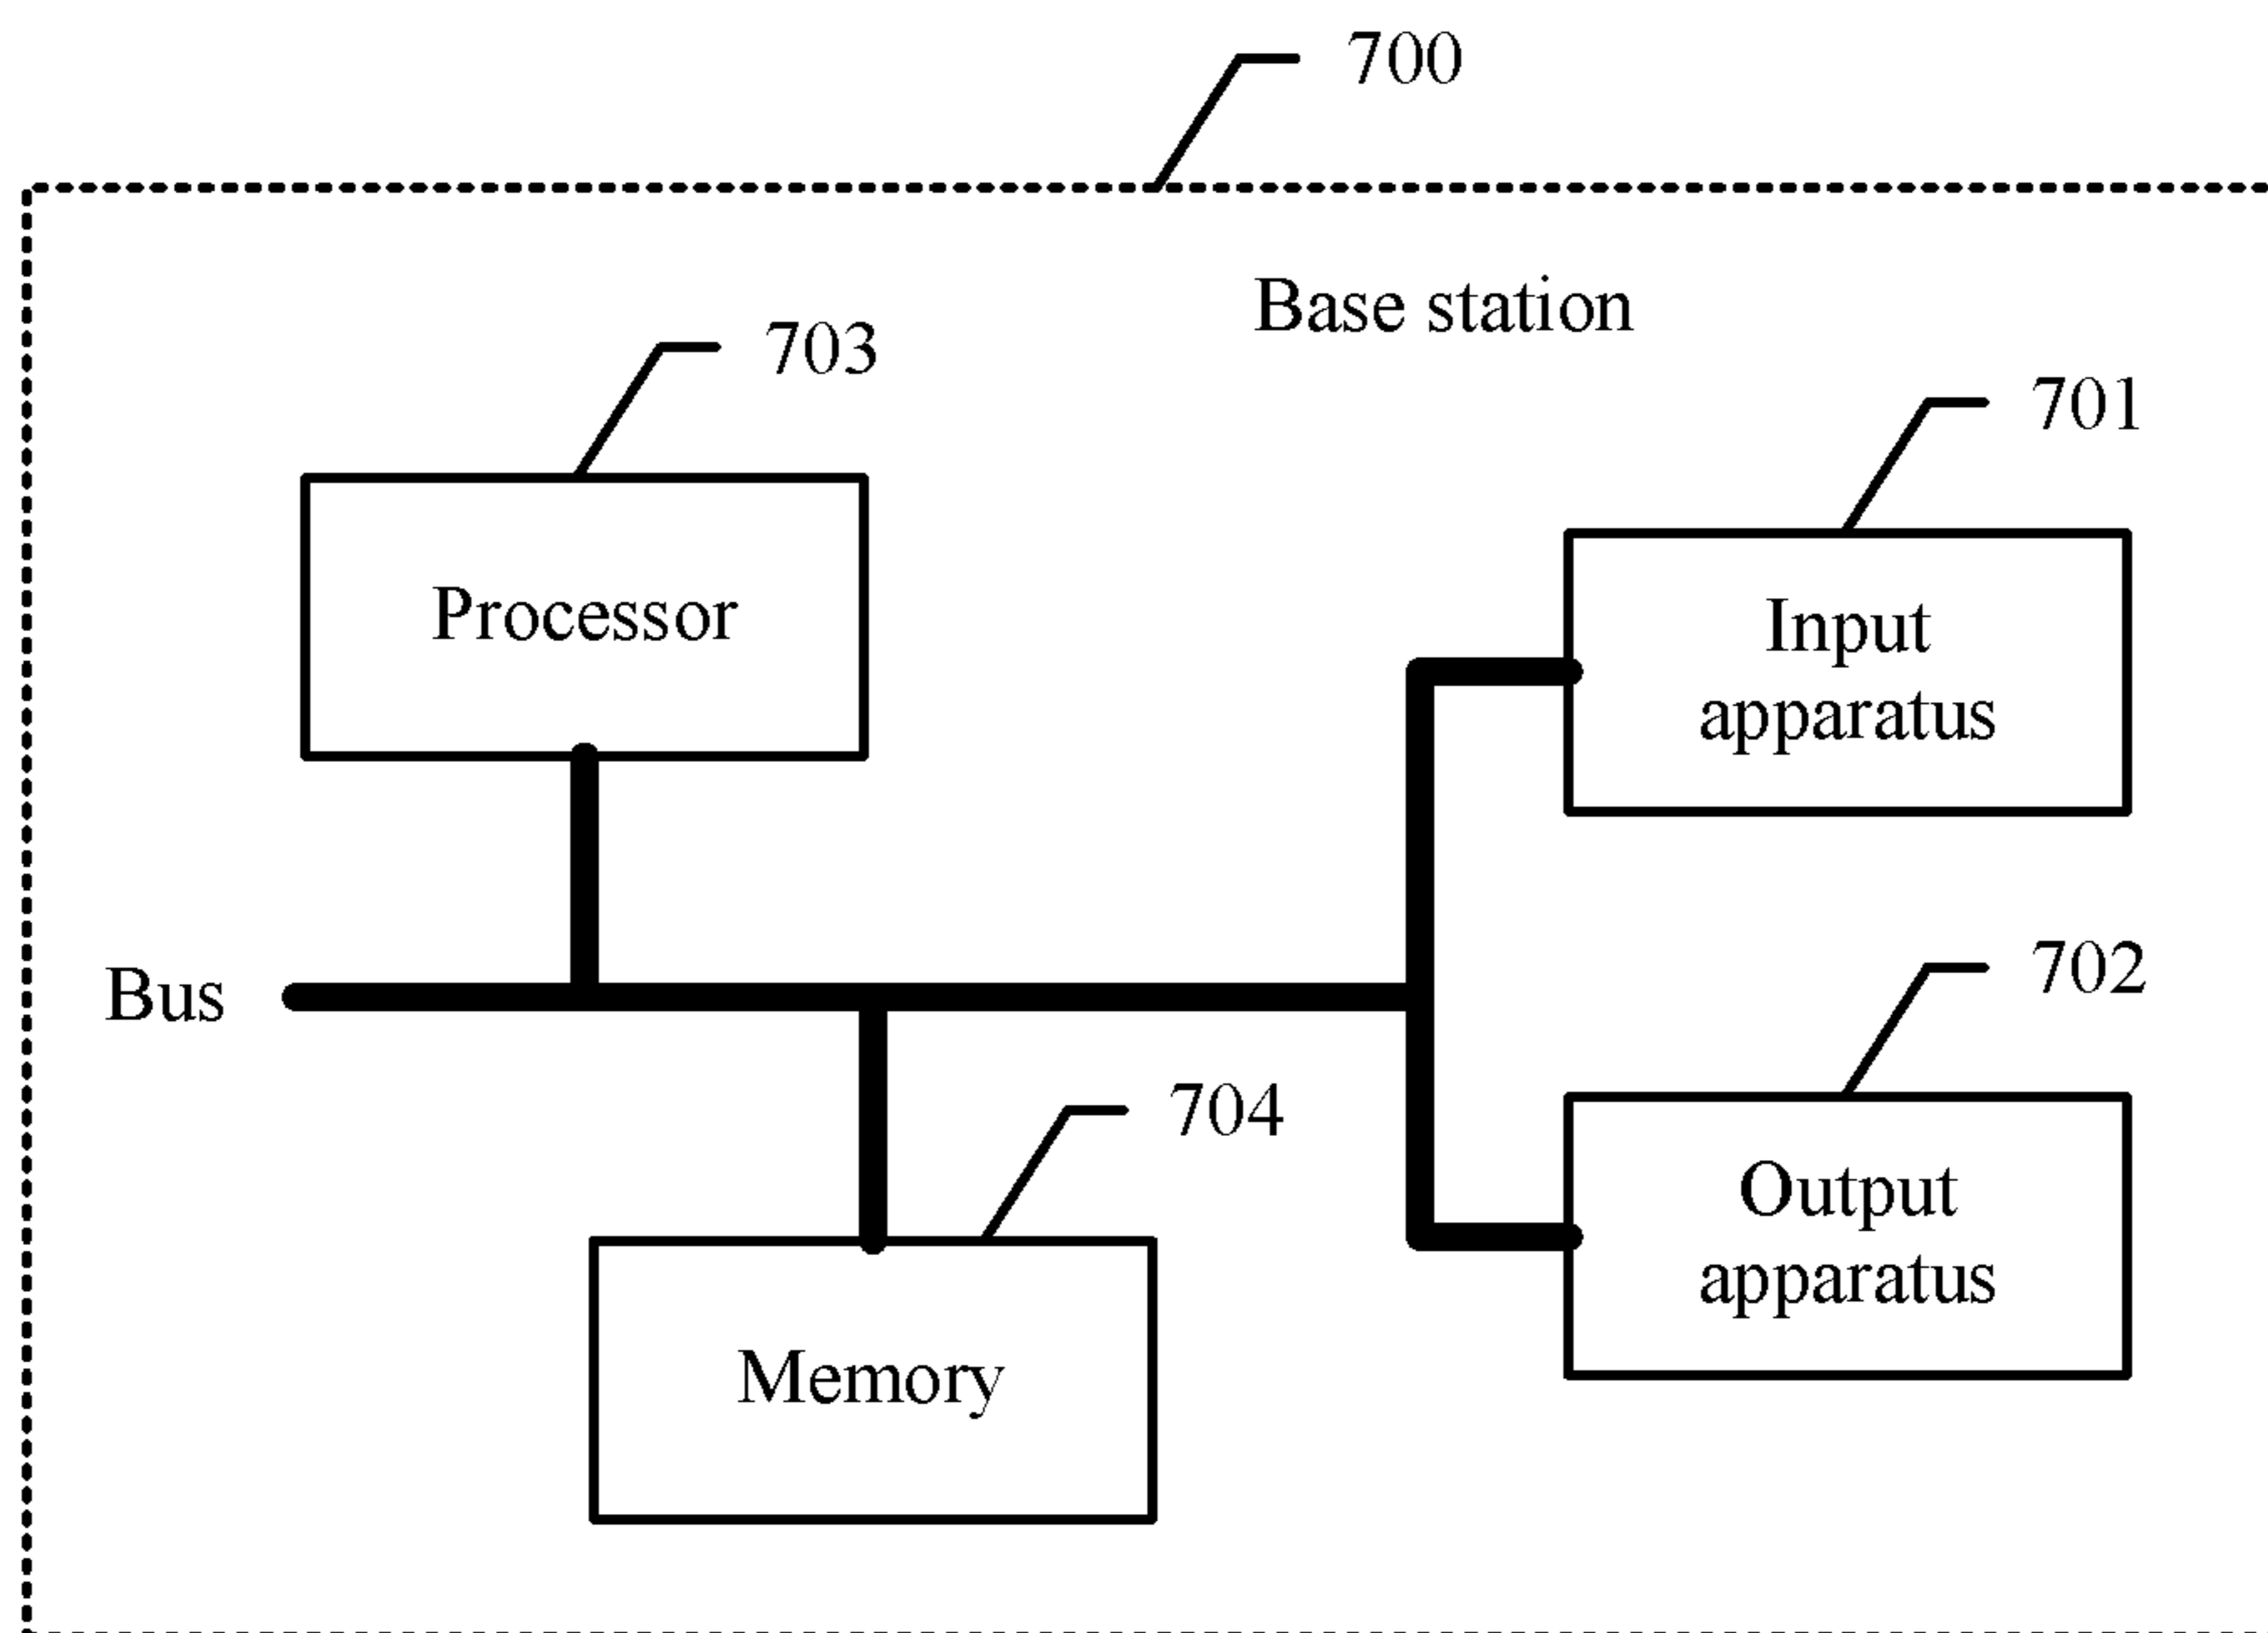 700
Base station
703
701
Processor
Input
apparatus
Bus
702
704
Output
apparatus
Memory